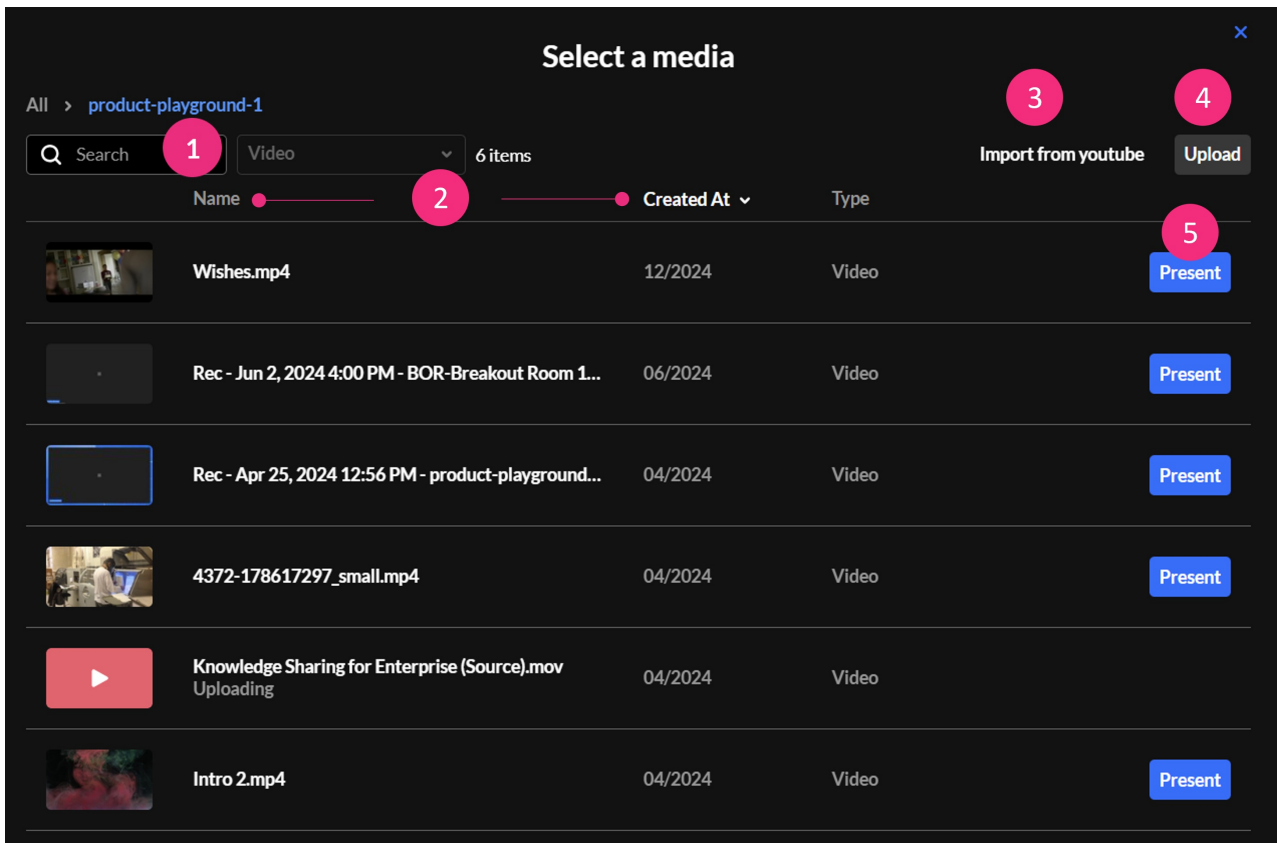 Select a media
×
3
4
All > product-playground-1
Search
1
Video
6 items
Import from youtube
Upload
Name
2
Created At
Type
5
Wishes.mp4
12/2024
Video
Present
Rec - Jun 2, 2024 4:00 PM - BOR-Breakout Room 1...
06/2024
Video
Present
Rec - Apr 25, 2024 12:56 PM - product-playground...
04/2024
Video
Present
4372-178617297_small.mp4
04/2024
Video
Present
Knowledge Sharing for Enterprise (Source).mov
Uploading
04/2024
Video
Intro 2.mp4
04/2024
Video
Present